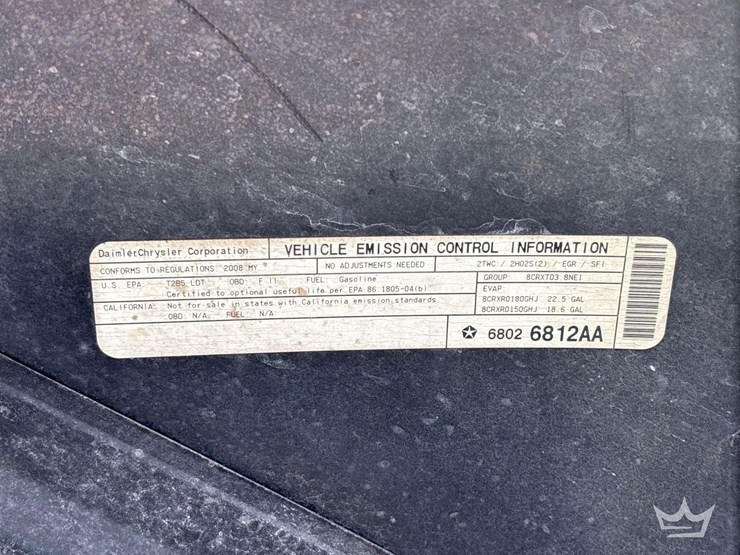 DaimlerChrysler Corporation
VEHICLE EMISSION CONTROL INFORMATION
CONFORMS TO REGULATIONS: 2008 MY
NO ADJUSTMENTS NEEDED
2TWC / 2HO2S(2) / EGR / SFI
U.S. EPA: T2B5 LDT OBD: F II FUEL: Gasoline
Certified to optional useful life per EPA 86.1805-04(b)
CALIFORNIA: Not for sale in states with California emission standards
OBD: N/A FUEL: N/A
GROUP: 8CRXT03.8NE1
EVAP:
8CRXR0180GHJ 22.5 GAL
8CRXR0150GHJ 18.6 GAL
6802 6812AA